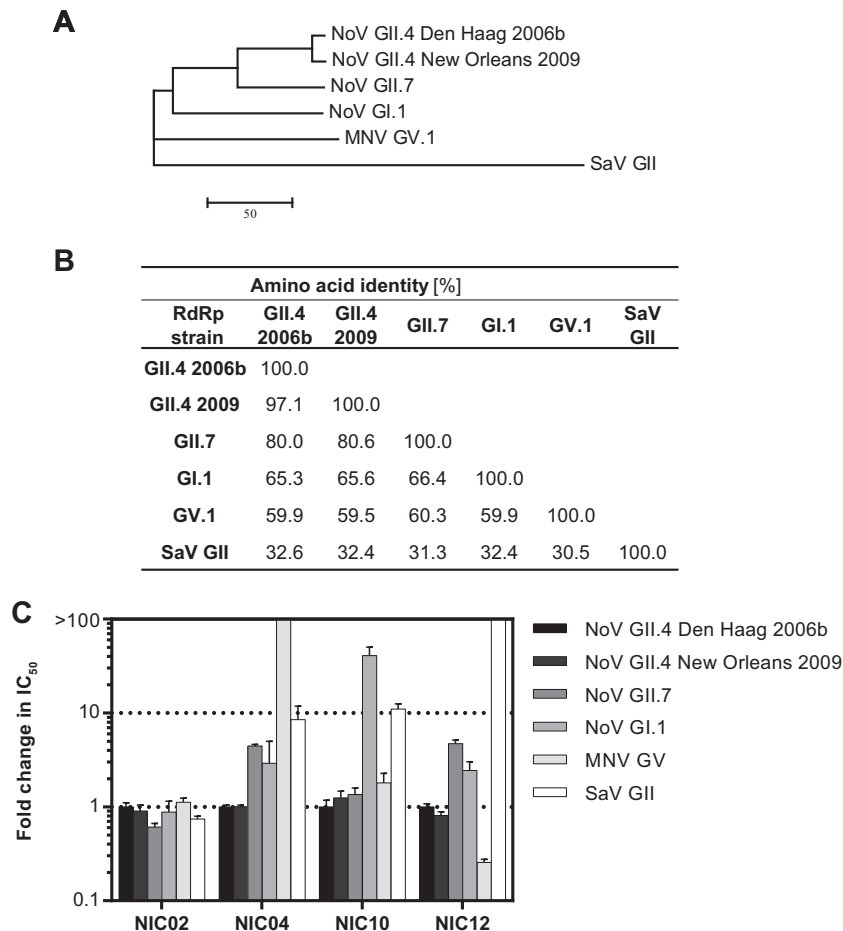 A
NoV GII.4 Den Haag 2006b
NoV GII.4 New Orleans 2009
NoV GII.7
NoV GI.1
MNV GV.1
SaV GII
50
B
Amino acid identity [%]
RdRp strain GII.4 2006b GII.4 2009 GII.7 GI.1 GV.1 SaV GII
GII.4 2006b 100.0
GII.4 2009 97.1 100.0
GII.7 80.0 80.6 100.0
GI.1 65.3 65.6 66.4 100.0
GV.1 59.9 59.5 60.3 59.9 100.0
SaV GII 32.6 32.4 31.3 32.4 30.5 100.0
C
Fold change in IC50
>100
10
1
0.1
NIC02 NIC04 NIC10 NIC12
NoV GII.4 Den Haag 2006b
NoV GII.4 New Orleans 2009
NoV GII.7
NoV GI.1
MNV GV
SaV GII